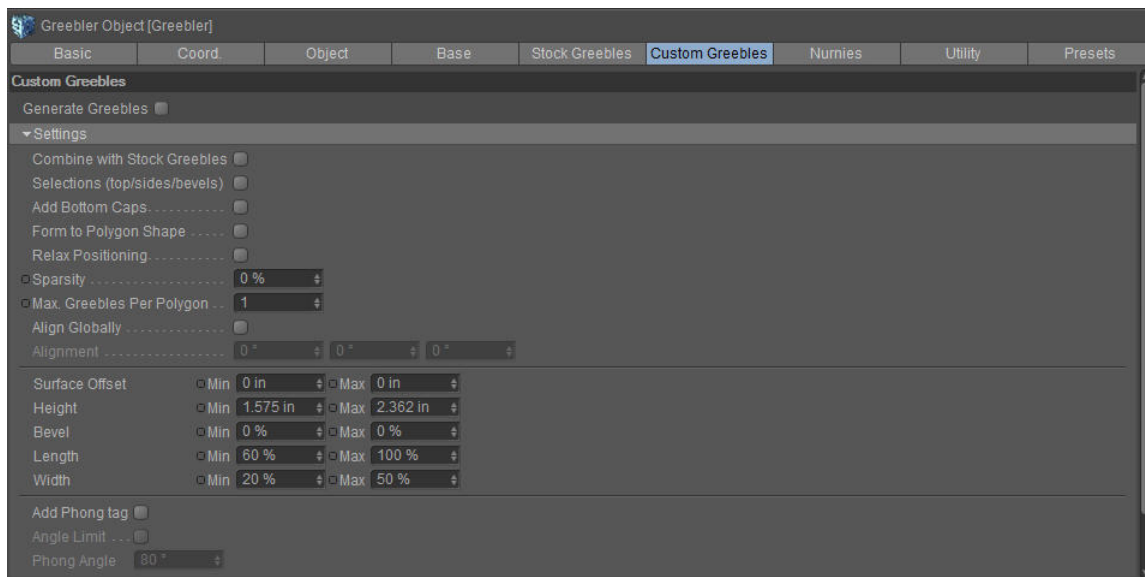 Greebler Object [Greebler]
Basic Coord. Object Base Stock Greebles Custom Greebles Nurnies Utility Presets
Custom Greebles
Generate Greebles
Settings
Combine with Stock Greebles
Selections (top/sides/bevels)
Add Bottom Caps. . . . . . . . . . .
Form to Polygon Shape . . . . .
Relax Positioning. . . . . . . . . . .
Sparsity . . . . . . . . . . . . . . . . . . . 0 %
Max. Greebles Per Polygon . . 1
Align Globally . . . . . . . . . . . . . .
Alignment . . . . . . . . . . . . . . . . . 0 ° 0 ° 0 °
Surface Offset Min 0 in Max 0 in
Height Min 1.575 in Max 2.362 in
Bevel Min 0 % Max 0 %
Length Min 60 % Max 100 %
Width Min 20 % Max 50 %
Add Phong tag
Angle Limit . . .
Phong Angle 80 °